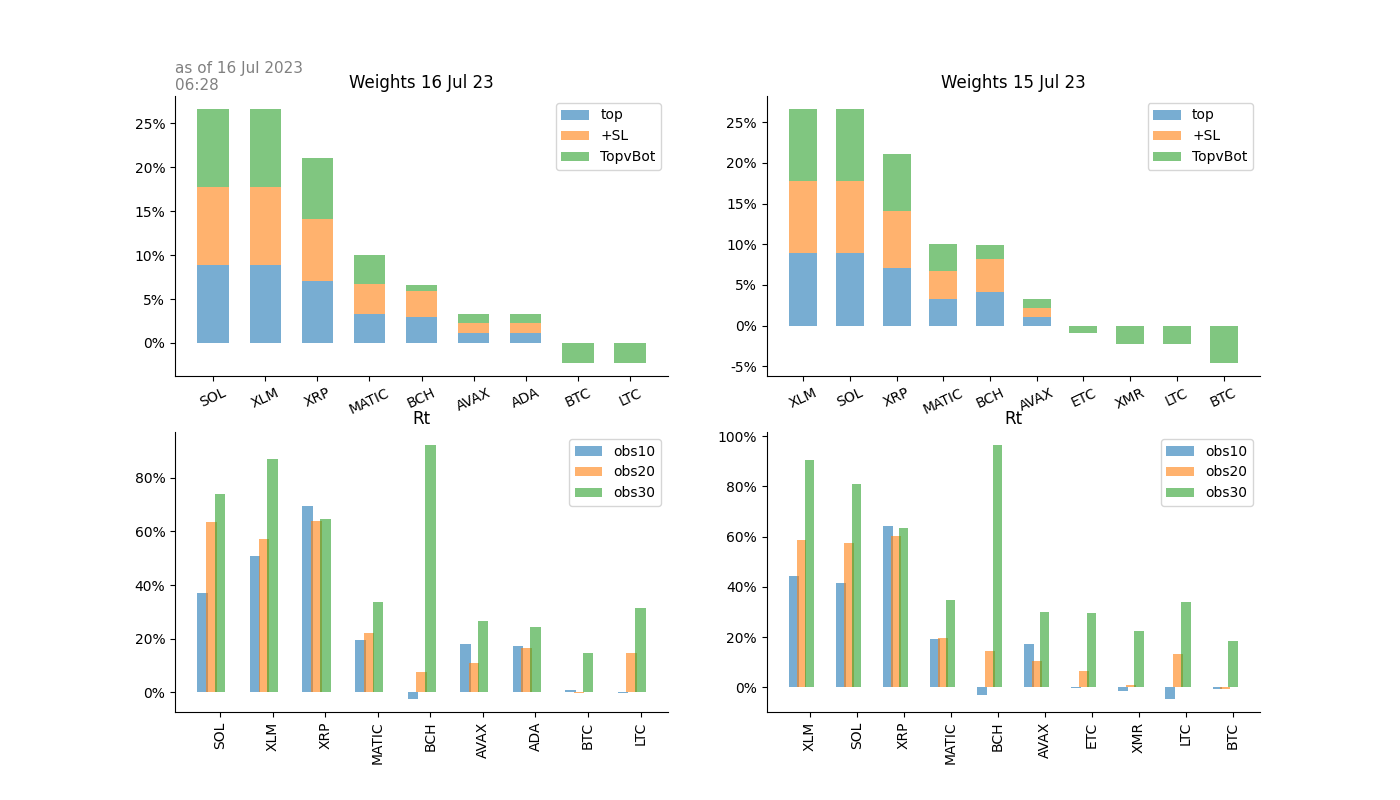 as of 16 Jul 2023
06:28
Weights 16 Jul 23
25%
20%
15%
10%
5%
0%
top
+SL
TopvBot
SOL
XLM
XRP
MATIC
BCH
AVAX
ADA
BTC
LTC
Weights 15 Jul 23
25%
20%
15%
10%
5%
0%
-5%
top
+SL
TopvBot
XLM
SOL
XRP
MATIC
BCH
AVAX
ETC
XMR
LTC
BTC
Rt
80%
60%
40%
20%
0%
obs10
obs20
obs30
SOL
XLM
XRP
MATIC
BCH
AVAX
ADA
BTC
LTC
Rt
100%
80%
60%
40%
20%
0%
obs10
obs20
obs30
XLM
SOL
XRP
MATIC
BCH
AVAX
ETC
XMR
LTC
BTC